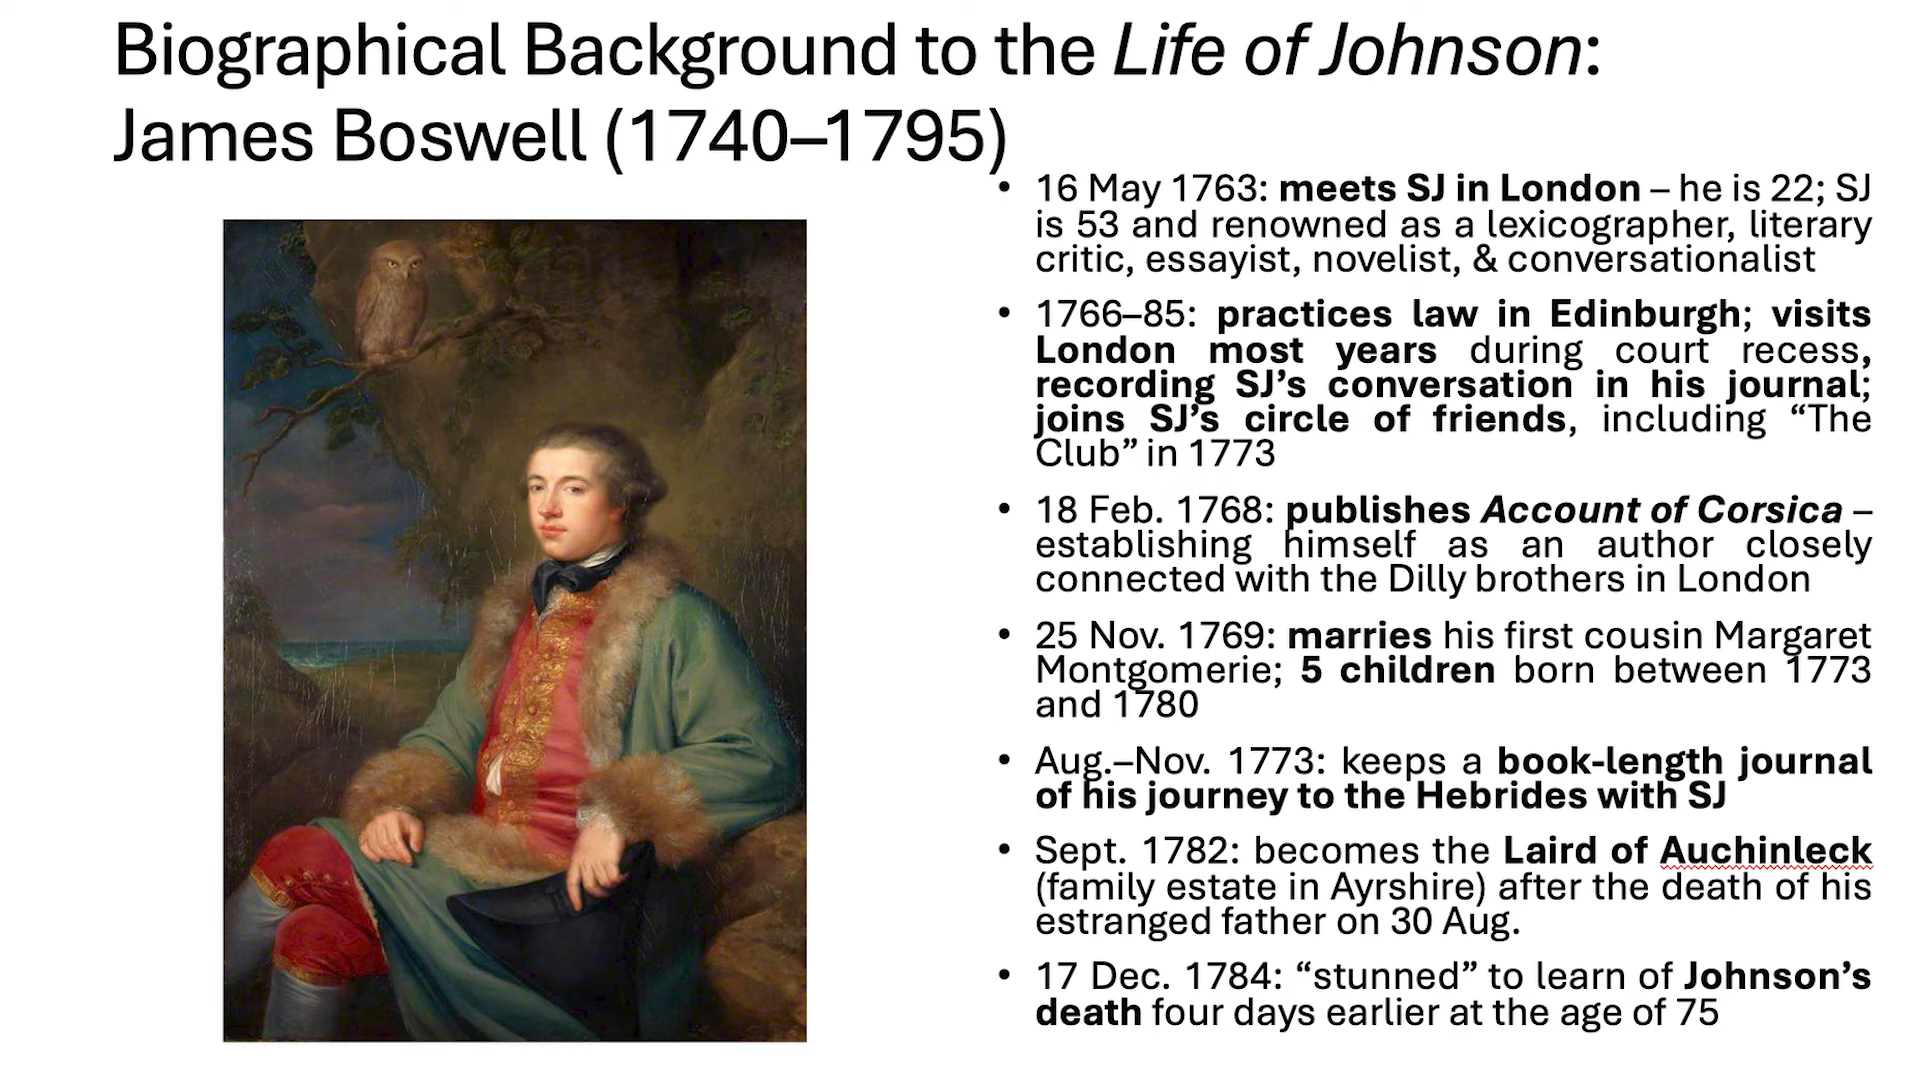 Biographical Background to the Life of Johnson:
James Boswell (1740–1795)
• 16 May 1763: meets SJ in London – he is 22; SJ
is 53 and renowned as a lexicographer, literary
critic, essayist, novelist, & conversationalist
• 1766–85: practices law in Edinburgh; visits
London most years during court recess,
recording SJ’s conversation in his journal;
joins SJ’s circle of friends, including “The
Club” in 1773
• 18 Feb. 1768: publishes Account of Corsica –
establishing himself as an author closely
connected with the Dilly brothers in London
• 25 Nov. 1769: marries his first cousin Margaret
Montgomerie; 5 children born between 1773
and 1780
• Aug.–Nov. 1773: keeps a book-length journal
of his journey to the Hebrides with SJ
• Sept. 1782: becomes the Laird of Auchinleck
(family estate in Ayrshire) after the death of his
estranged father on 30 Aug.
• 17 Dec. 1784: “stunned” to learn of Johnson’s
death four days earlier at the age of 75